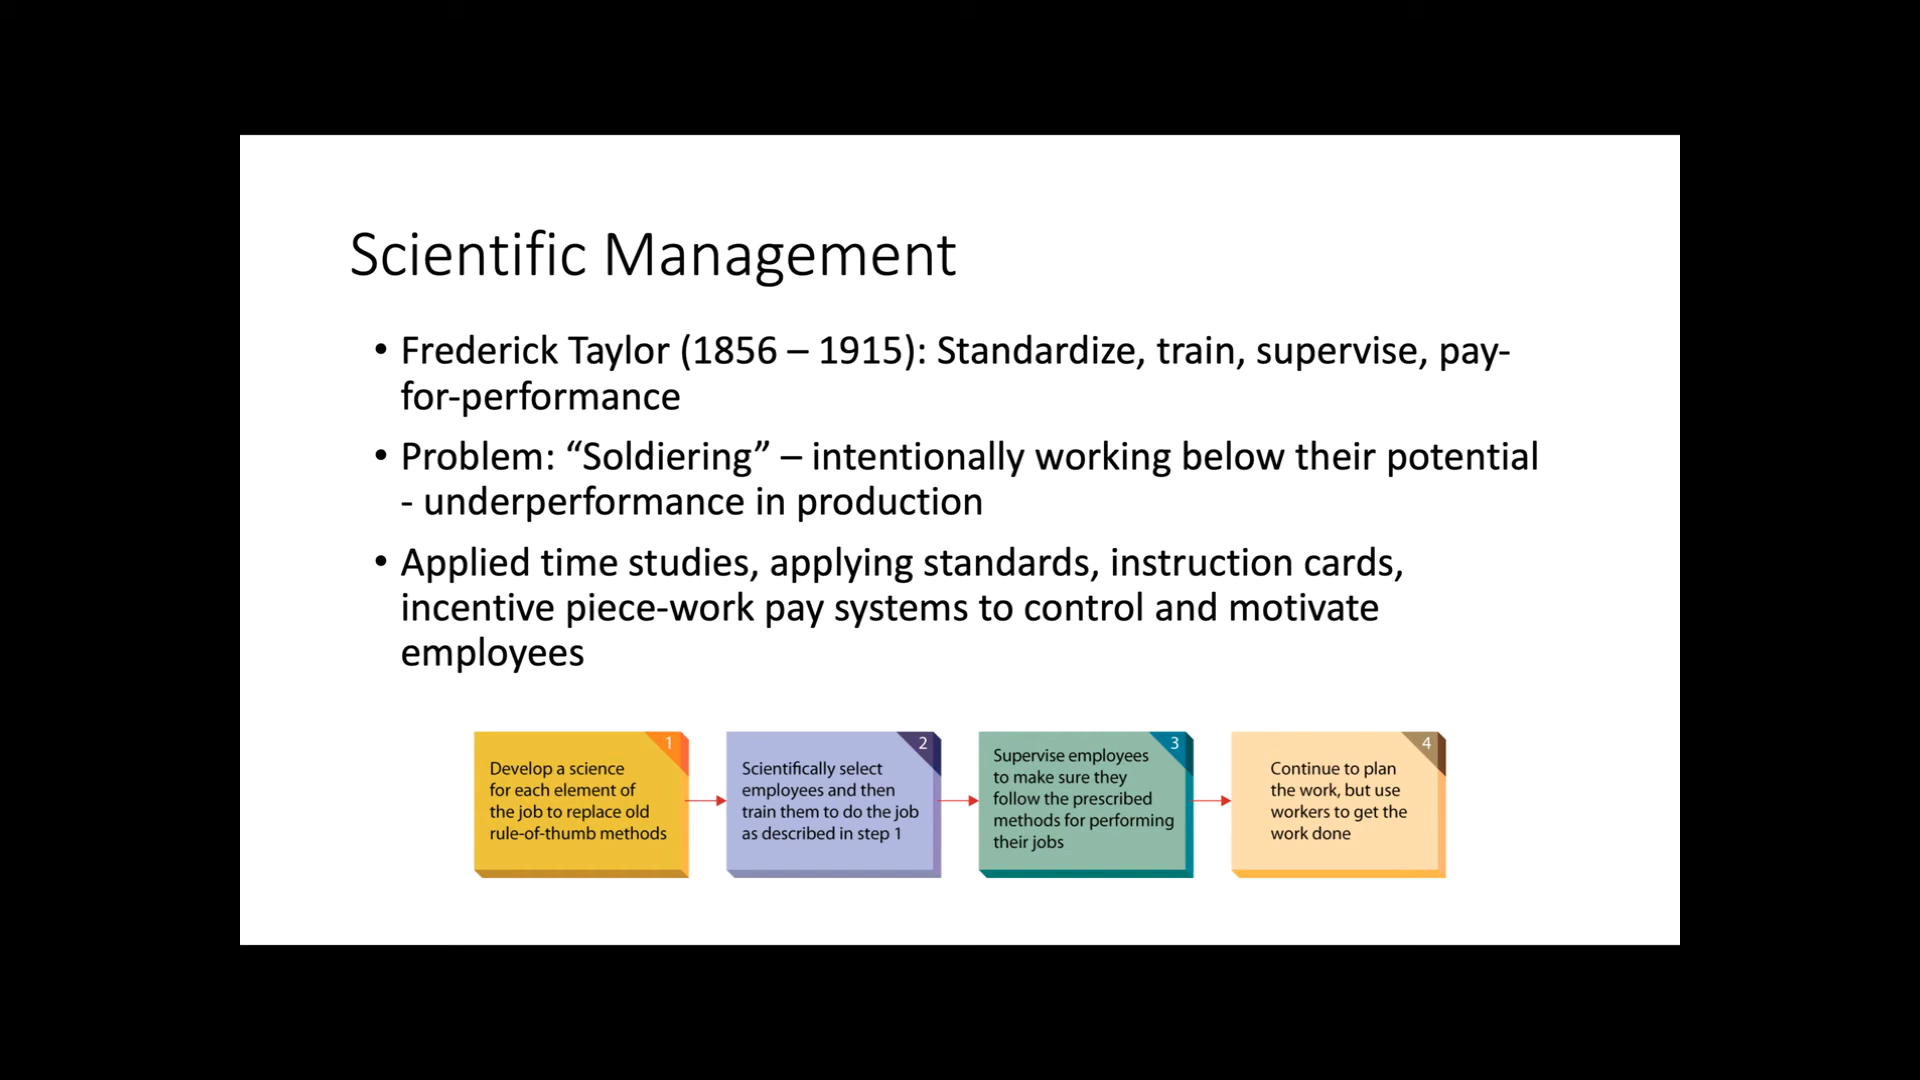 Scientific Management
• Frederick Taylor (1856 – 1915): Standardize, train, supervise, pay-
for-performance
• Problem: “Soldiering” – intentionally working below their potential
- underperformance in production
• Applied time studies, applying standards, instruction cards,
incentive piece-work pay systems to control and motivate
employees
1
Develop a science
for each element of
the job to replace old
rule-of-thumb methods
2
Scientifically select
employees and then
train them to do the job
as described in step 1
3
Supervise employees
to make sure they
follow the prescribed
methods for performing
their jobs
4
Continue to plan
the work, but use
workers to get the
work done